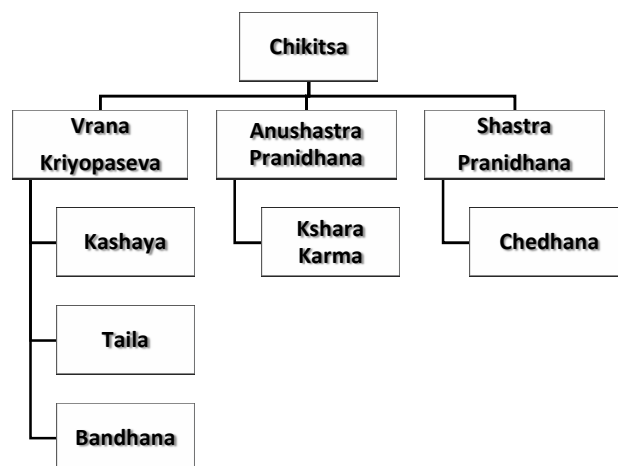 Chikitsa
Vrana
Kriyopaseva
Anushastra
Pranidhana
Shastra
Pranidhana
Kashaya
Kshara
Karma
Chedhana
Taila
Bandhana